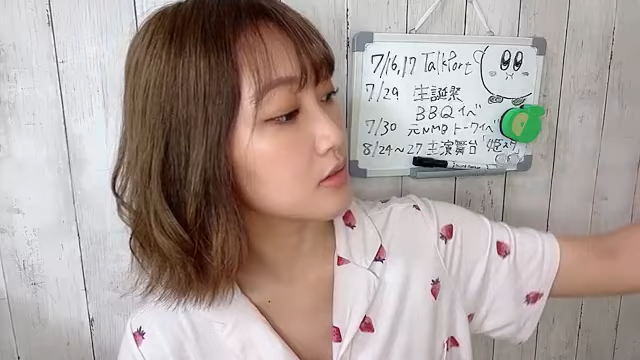 7/16,17 TalkPort
7/29 生誕祭
BBQイベ
7/30 元NMBトークイベ
8/24〜27 主演舞台